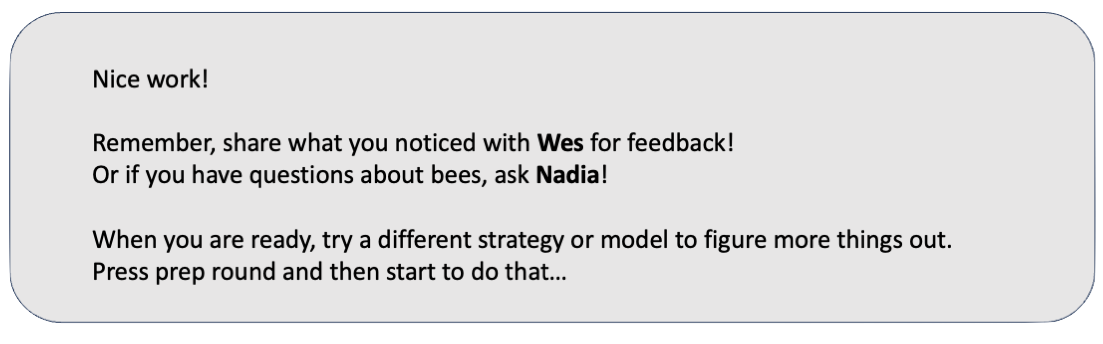 Nice work!
Remember, share what you noticed with Wes for feedback!
Or if you have questions about bees, ask Nadia!
When you are ready, try a different strategy or model to figure more things out.
Press prep round and then start to do that...